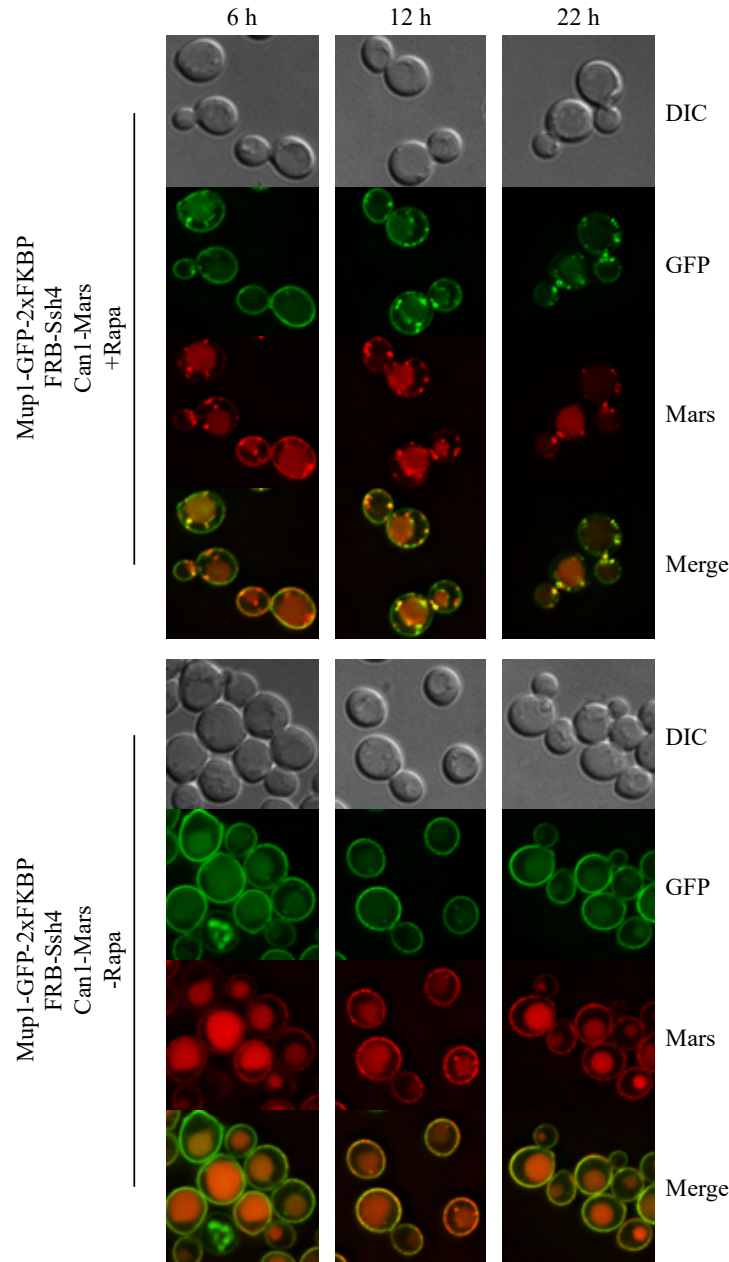 6 h
12 h
22 h
Mup1-GFP-2xFKBP
FRB-Ssh4
Can1-Mars
+Rapa
DIC
GFP
Mars
Merge
Mup1-GFP-2xFKBP
FRB-Ssh4
Can1-Mars
-Rapa
DIC
GFP
Mars
Merge